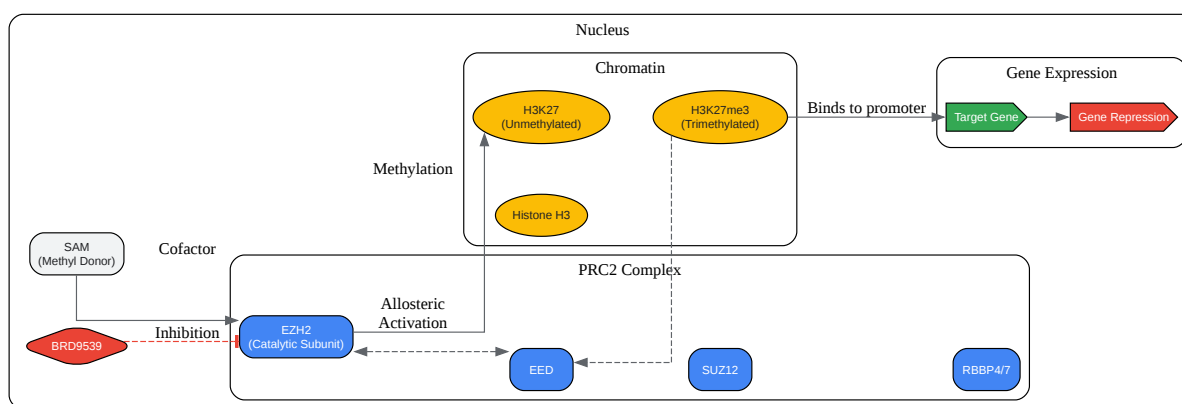 Nucleus
Chromatin
Gene Expression
H3K27
(Unmethylated)
H3K27me3
(Trimethylated)
Binds to promoter
Target Gene
Gene Repression
Methylation
Histone H3
SAM
(Methyl Donor)
Cofactor
PRC2 Complex
Allosteric
Activation
EZH2
(Catalytic Subunit)
Inhibition
BRD9539
EED
SUZ12
RBBP4/7